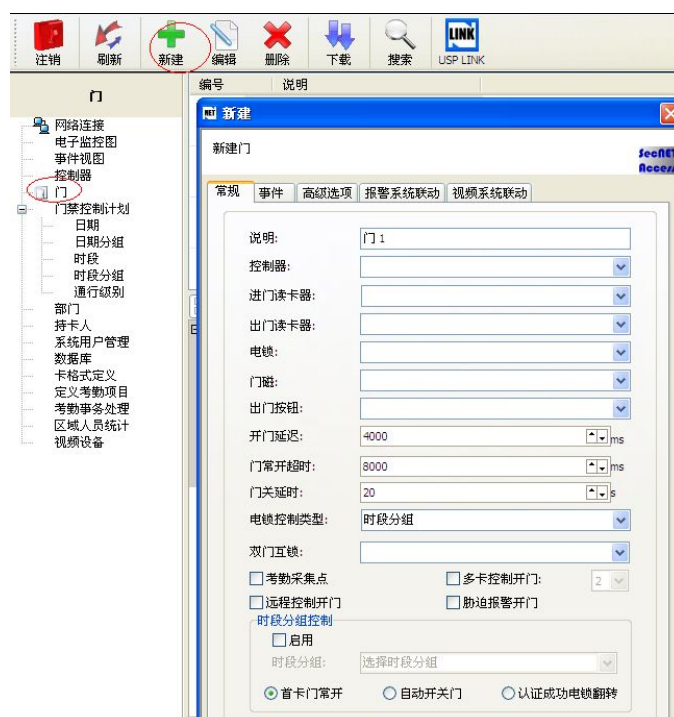 LINK
注销 刷新 新建 编辑 删除 下载 搜索 USP LINK
门
网络连接
电子监控图
事件视图
控制器
门
门禁控制计划
日期
日期分组
时段
时段分组
通行级别
部门
持卡人
系统用户管理
数据库
卡格式定义
定义考勤项目
考勤事务处理
区域人员统计
视频设备
编号 说明
NET 新建
新建门
SecNET
Acces
常规 事件 高级选项 报警系统联动 视频系统联动
说明: 门 1
控制器:
进门读卡器:
出门读卡器:
电锁:
门磁:
出门按钮:
开门延迟: 4000 ms
门常开超时: 8000 ms
门关延时: 20 s
电锁控制类型: 时段分组
双门互锁:
考勤采集点 多卡控制开门: 2
远程控制开门 胁迫报警开门
时段分组控制
启用
时段分组: 选择时段分组
首卡门常开 自动开关门 认证成功电锁翻转